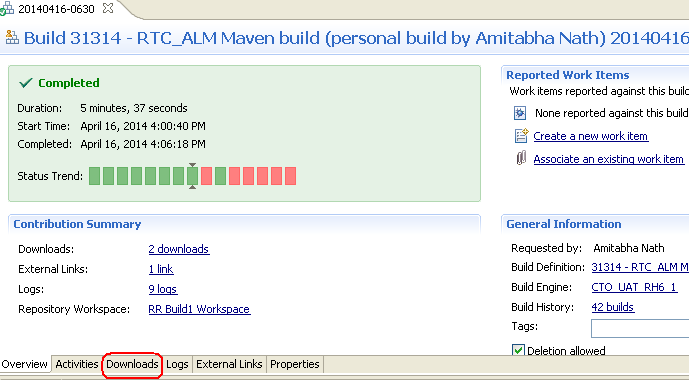 20140416-0630
Build 31314 - RTC_ALM Maven build (personal build by Amitabha Nath) 20140416
Completed
Duration: 5 minutes, 37 seconds
Start Time: April 16, 2014 4:00:40 PM
Completed: April 16, 2014 4:06:18 PM
Status Trend:
Reported Work Items
Work items reported against this build
None reported against this build
Create a new work item
Associate an existing work item
Contribution Summary
Downloads: 2 downloads
External Links: 1 link
Logs: 9 logs
Repository Workspace: RR Build1 Workspace
General Information
Requested by: Amitabha Nath
Build Definition: 31314 - RTC_ALM M
Build Engine: CTO_UAT_RH6_1
Build History: 42 builds
Tags:
Deletion allowed
Overview Activities Downloads Logs External Links Properties